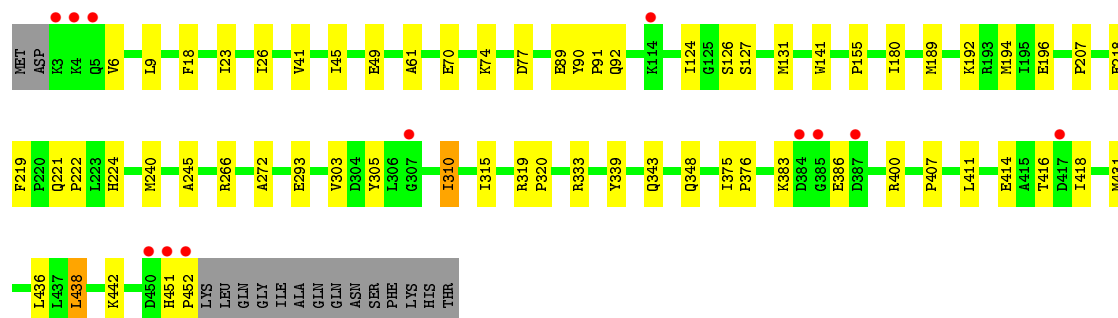 MET ASP K3 K4 Q5 V6 L9 F18 I23 I26 V41 I45 E49 A61 E70 K74 D77 E89 Y90 P91 Q92 K114 I124 G125 S126 S127 M131 W141 P155 I180 M189 K192 R193 M194 I195 E196 P207
F219 P220 Q221 P222 L223 H224 M240 A245 R266 A272 E293 V303 D304 Y305 L306 G307 I310 I315 R319 P320 R333 Y339 Q343 Q348 I375 P376 K383 D384 G385 E386 D387 R400 P407 L411 E414 A415 T416 D417 I418
L436 L437 L438 K442 D450 H451 P452 LYS LEU GLN GLY ILE ALA GLN GLN ASN SER PHE LYS HIS THR